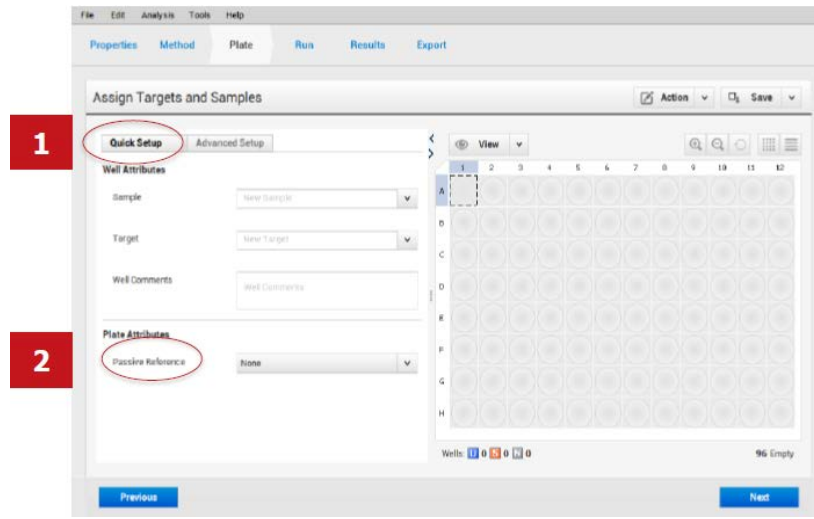 File Edit Analysis Tools Help
Properties Method Plate Run Results Export
Assign Targets and Samples
Action
Save
1
Quick Setup
Advanced Setup
View
Well Attributes
1 2 3 4 5 6 7 8 9 10 11 12
Sample
New Sample
A
Target
New Target
B
C
Well Comments
Well Comments
D
E
Plate Attributes
F
2
Passive Reference
None
G
H
Wells: U 0 S 0 N 0
96 Empty
Previous
Next